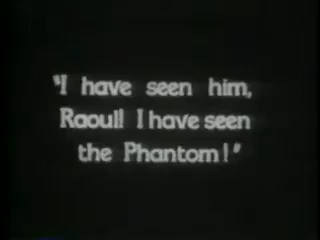 "I have seen him,
Raoul! I have seen
the Phantom!"